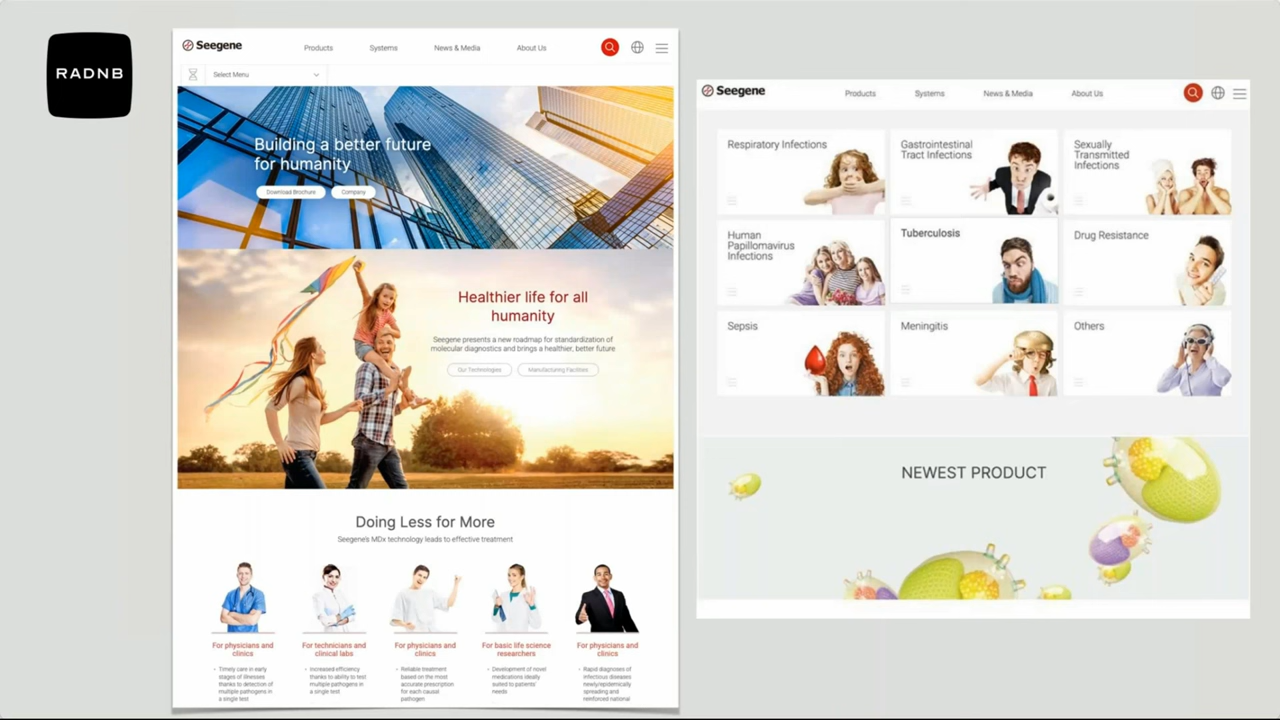 RADNB
Seegene
Products
Systems
News & Media
About Us
Select Menu
Building a better future
for humanity
Download Brochure
Company
Healthier life for all
humanity
Seegene presents a new roadmap for standardization of
molecular diagnostics and brings a healthier, better future
Our Technologies
Manufacturing Facilities
Doing Less for More
Seegene's MDx technology leads to effective treatment
For physicians and
clinics
• Timely care in early
stages of illnesses
thanks to detection of
multiple pathogens in
a single test
For technicians and
clinical labs
• Increased efficiency
thanks to ability to test
multiple pathogens in
a single test
For physicians and
clinics
• Reliable treatment
based on the most
accurate prescription
for each causal
pathogen
For basic life science
researchers
• Development of novel
medications ideally
suited to patients'
needs
For physicians and
clinics
• Rapid diagnoses of
infectious diseases
newly/epidemically
spreading and
reinforced national
Seegene
Products
Systems
News & Media
About Us
Respiratory Infections
Gastrointestinal
Tract Infections
Sexually
Transmitted
Infections
Human
Papillomavirus
Infections
Tuberculosis
Drug Resistance
Sepsis
Meningitis
Others
NEWEST PRODUCT